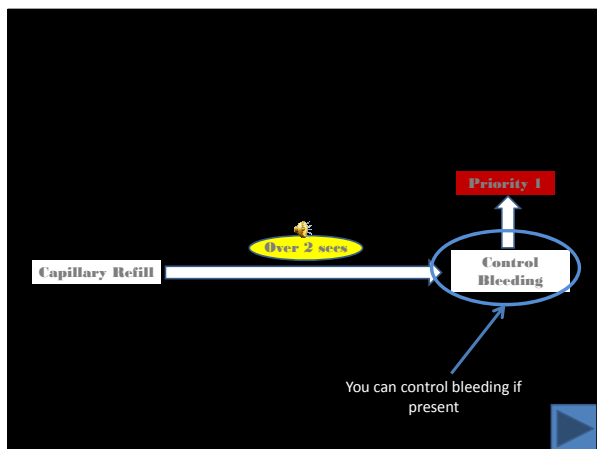 Priority 1
Over 2 secs
Capillary Refill
Control
Bleeding
You can control bleeding if
present